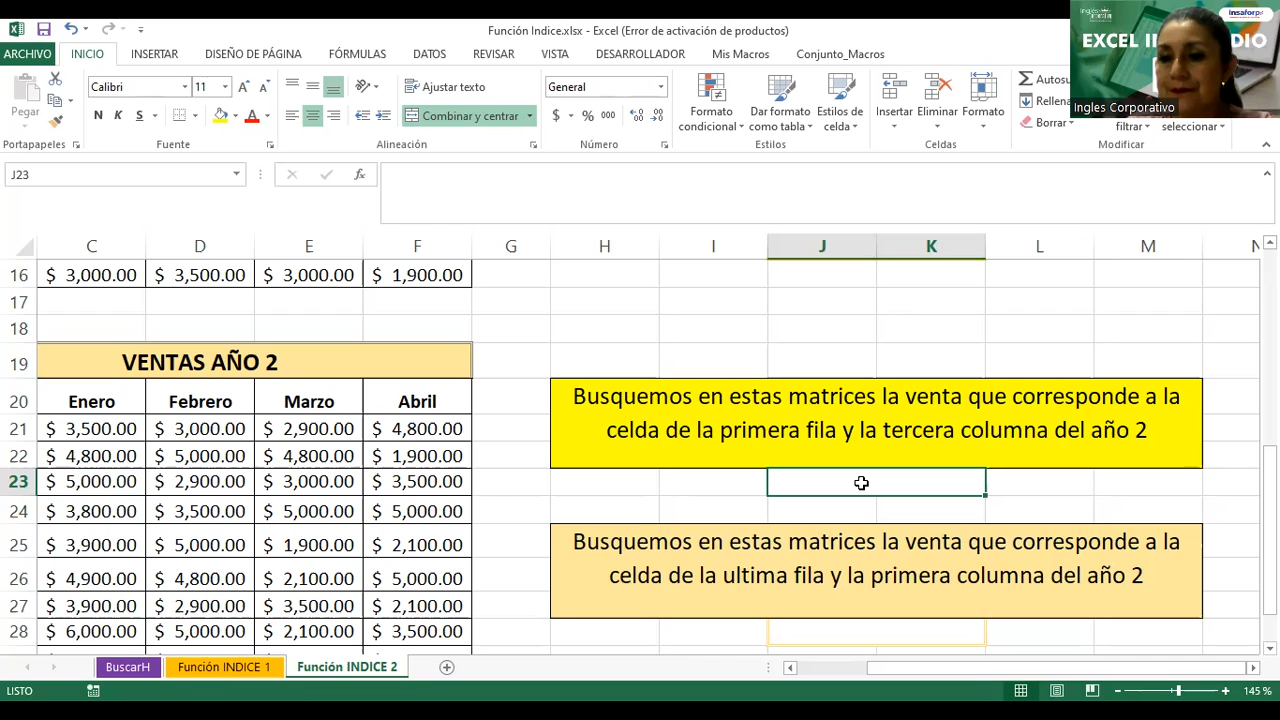 Función Indice.xlsx - Excel (Error de activación de productos)
EXCEL I
DIO
Insaforp
Ingles Corporativo
ARCHIVO INICIO INSERTAR DISEÑO DE PÁGINA FÓRMULAS REVISAR VISTA DESARROLLADOR Mis Macros Conjunto_Macros
Pegar
Calibri 11
N K S
Ajustar texto
Combinar y centrar
General
$ % 000
Formato condicional
Dar formato como tabla
Estilos de celda
Insertar Eliminar Formato
Autosu
Rellena
Borrar
filtrar
seleccionar
Portapapeles Fuente Alineación Número Estilos Celdas Modificar
J23 fx
C D E F G H I J K L M N
16 $ 3,000.00 $ 3,500.00 $ 3,000.00 $ 1,900.00
17
18
19 VENTAS AÑO 2
20 Enero Febrero Marzo Abril
21 $ 3,500.00 $ 3,000.00 $ 2,900.00 $ 4,800.00
22 $ 4,800.00 $ 5,000.00 $ 4,800.00 $ 1,900.00
23 $ 5,000.00 $ 2,900.00 $ 3,000.00 $ 3,500.00
24 $ 3,800.00 $ 3,500.00 $ 5,000.00 $ 5,000.00
25 $ 3,900.00 $ 5,000.00 $ 1,900.00 $ 2,100.00
26 $ 4,900.00 $ 4,800.00 $ 2,100.00 $ 5,000.00
27 $ 3,900.00 $ 2,900.00 $ 3,500.00 $ 2,100.00
28 $ 6,000.00 $ 5,000.00 $ 2,100.00 $ 3,500.00
Busquemos en estas matrices la venta que corresponde a la
celda de la primera fila y la tercera columna del año 2
Busquemos en estas matrices la venta que corresponde a la
celda de la ultima fila y la primera columna del año 2
BuscarH Función INDICE 1 Función INDICE 2
LISTO
145 %